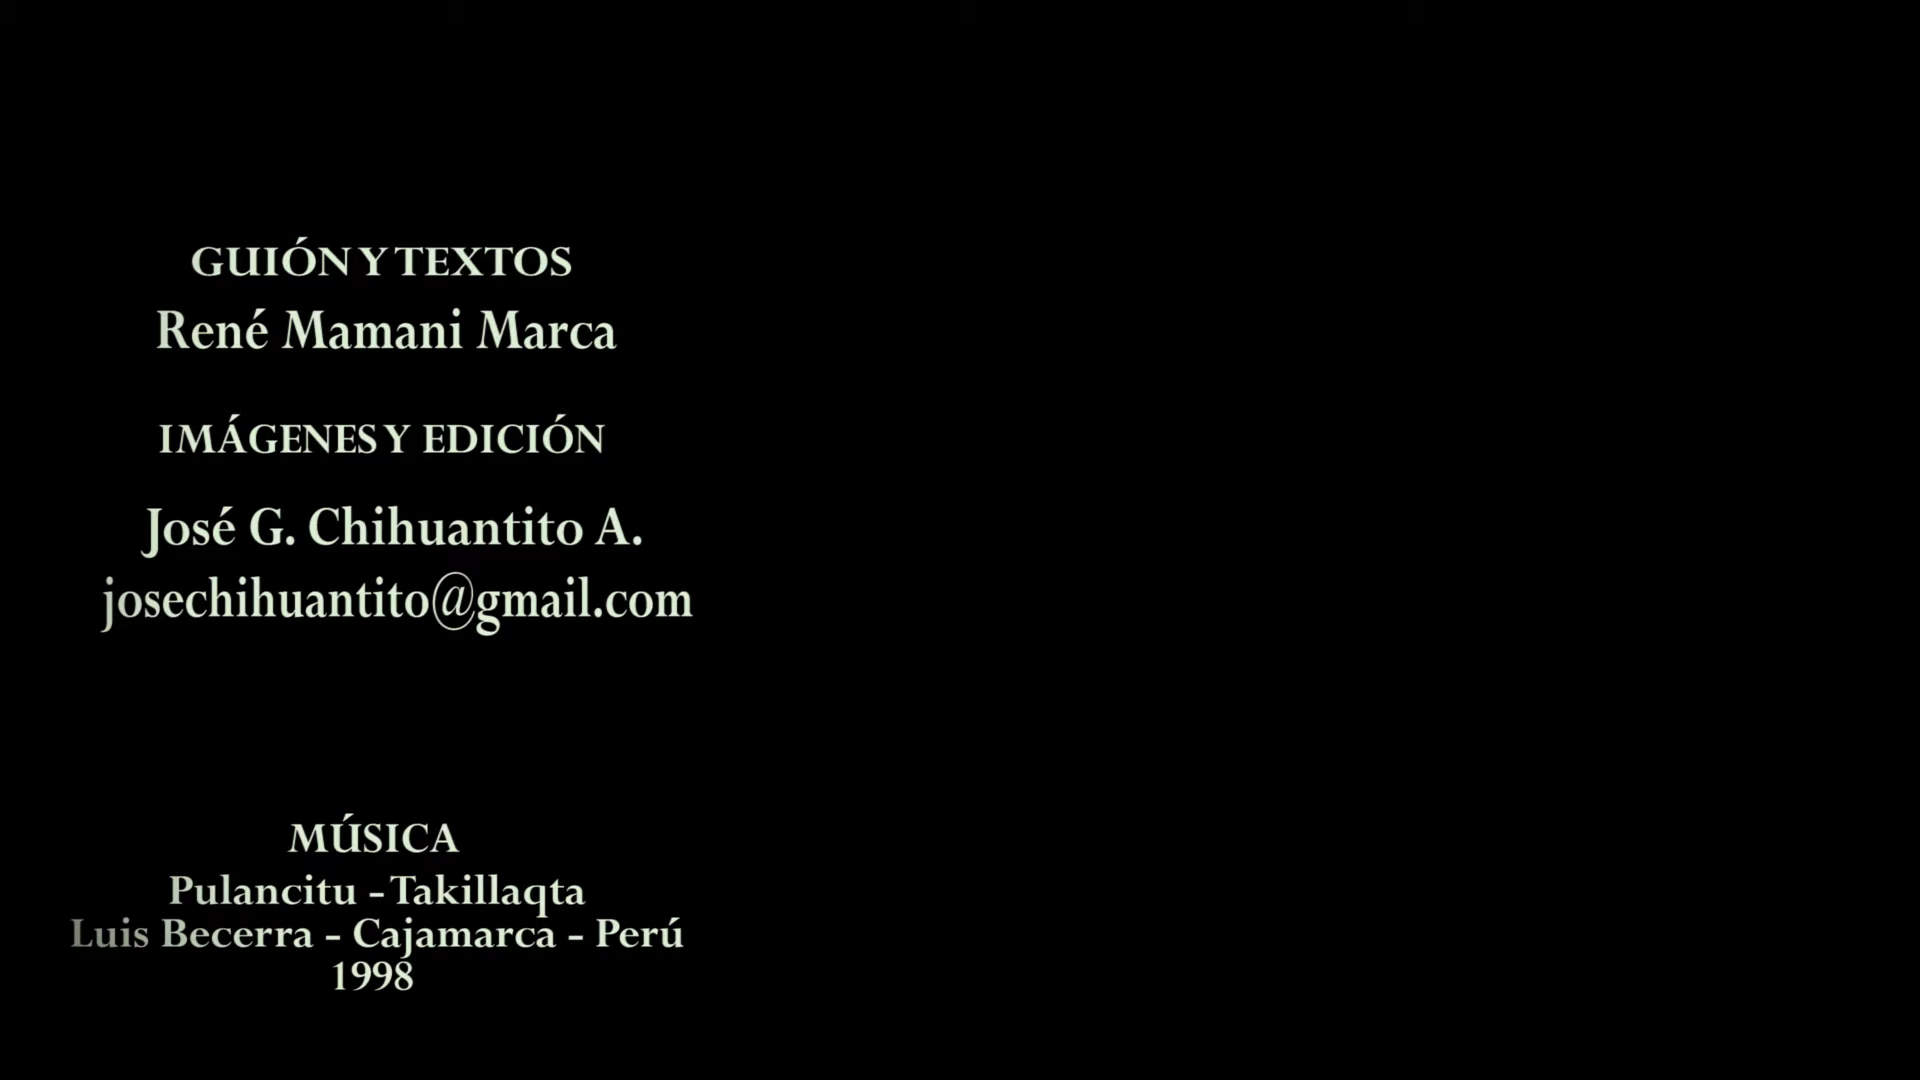 GUIÓN Y TEXTOS
René Mamani Marca
IMÁGENES Y EDICIÓN
José G. Chihuantito A.
josechihuantito@gmail.com
MÚSICA
Pulancitu - Takillaqta
Luis Becerra - Cajamarca - Perú
1998